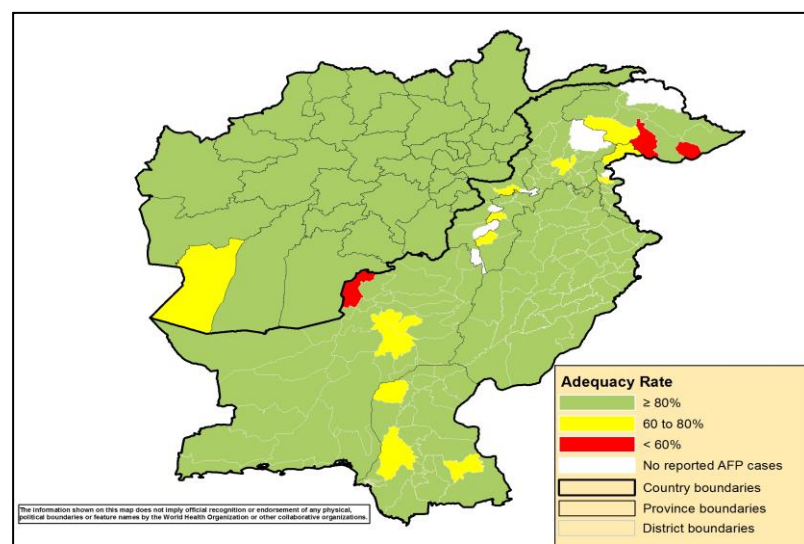 Adequacy Rate
≥ 80%
60 to 80%
< 60%
No reported AFP cases
Country boundaries
Province boundaries
District boundaries
The information shown on this map does not imply official recognition or endorsement of any physical,
political boundaries or feature names by the World Health Organization or other collaborative organizations.